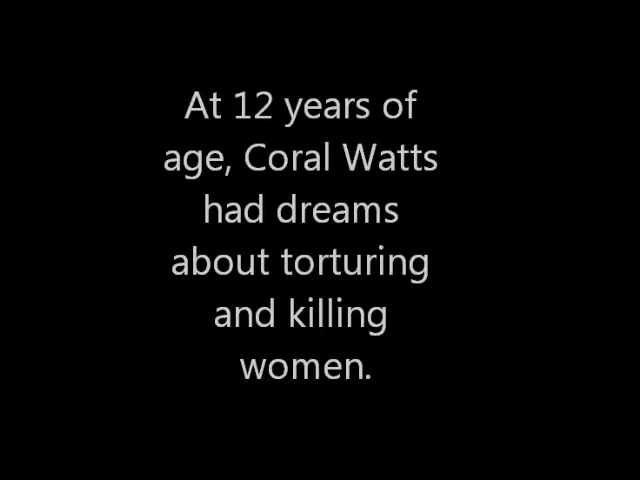 At 12 years of
age, Coral Watts
had dreams
about torturing
and killing
women.